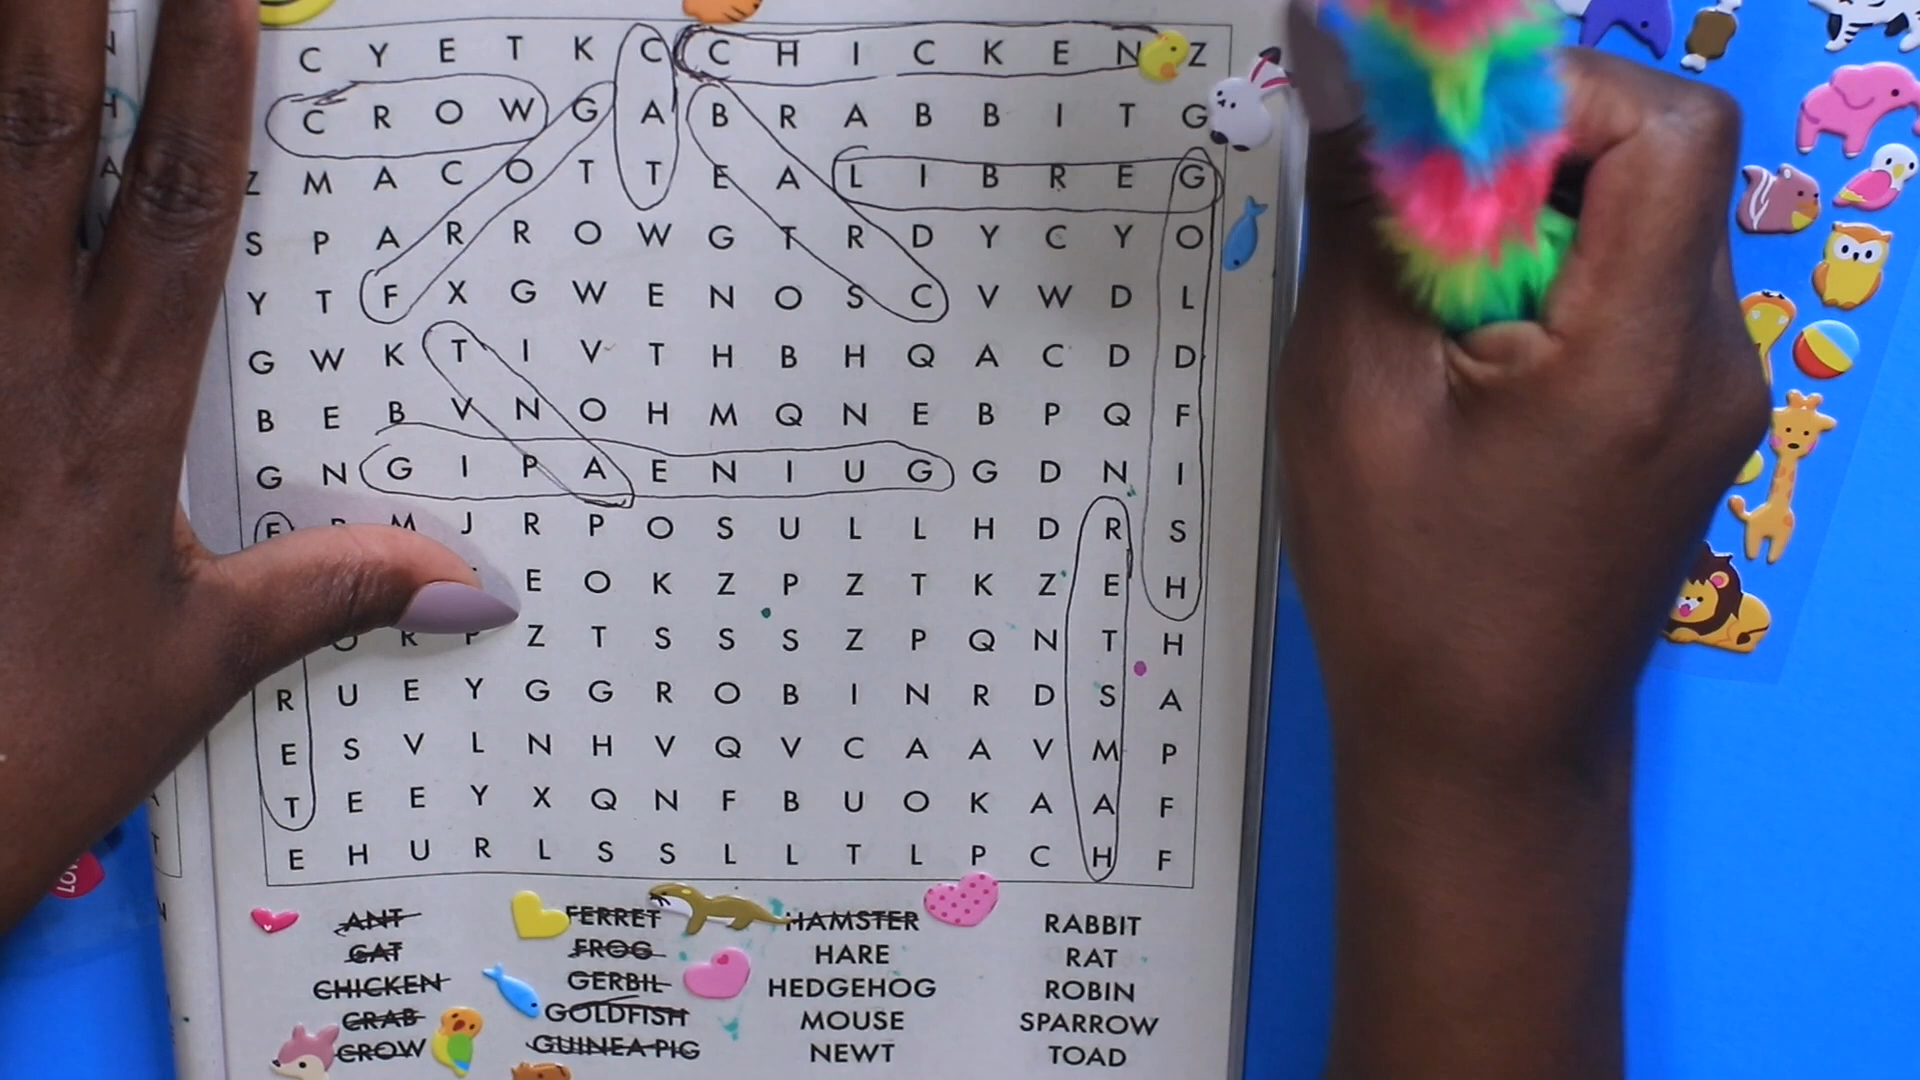 C Y E T K C C H I C K E N Z
C R O W G A B R A B B I T G
Z M A C O T T E A L I B R E G
S P A R R O W G T R D Y C Y O
Y T F X G W E N O S C V W D L
G W K T I V T H B H Q A C D D
B E B V N O H M Q N E B P Q F
G N G I P A E N I U G G D N I
F M J R P O S U L L H D R S
E O K Z P Z T K Z E H
R P Z T S S S Z P Q N T H
R U E Y G G R O B I N R D S A
E S V L N H V Q V C A A V M P
T E E Y X Q N F B U O K A A F
E H U R L S S L L T L P C H F
ANT FERRET HAMSTER RABBIT
CAT FROG HARE RAT
CHICKEN GERBIL HEDGEHOG ROBIN
CRAB GOLDFISH MOUSE SPARROW
CROW GUINEA PIG NEWT TOAD